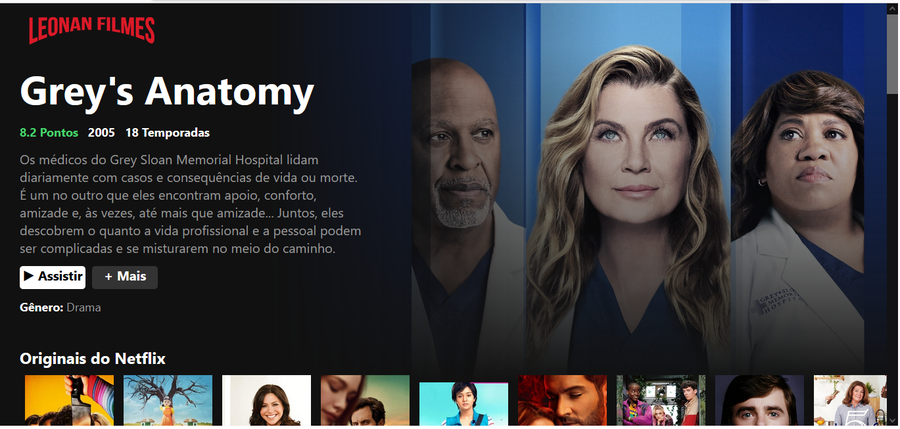 LEONAN FILMES
Grey's Anatomy
8.2 Pontos 2005 18 Temporadas
Os médicos do Grey Sloan Memorial Hospital lidam
diariamente com casos e consequências de vida ou morte.
É um no outro que eles encontram apoio, conforto,
amizade e, às vezes, até mais que amizade... Juntos, eles
descobrem o quanto a vida profissional e a pessoal podem
ser complicadas e se misturarem no meio do caminho.
Assistir
+ Mais
Gênero: Drama
Originais do Netflix